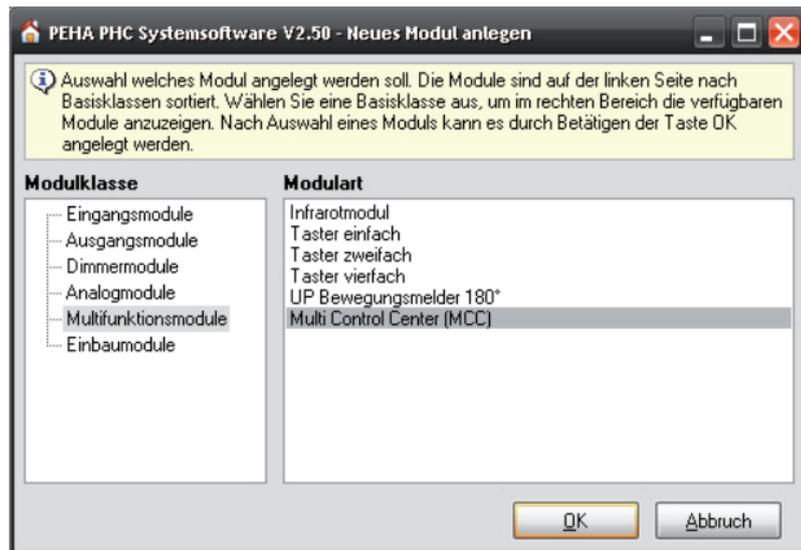 PEHA PHC Systemsoftware V2.50 - Neues Modul anlegen
Auswahl welches Modul angelegt werden soll. Die Module sind auf der linken Seite nach
Basisklassen sortiert. Wählen Sie eine Basisklasse aus, um im rechten Bereich die verfügbaren
Module anzuzeigen. Nach Auswahl eines Moduls kann es durch Betätigen der Taste OK
angelegt werden.
Modulklasse
Eingangsmodule
Ausgangsmodule
Dimmermodule
Analogmodule
Multifunktionsmodule
Einbaumodule
Modulart
Infrarotmodul
Taster einfach
Taster zweifach
Taster vierfach
UP Bewegungsmelder 180°
Multi Control Center (MCC)
OK
Abbruch